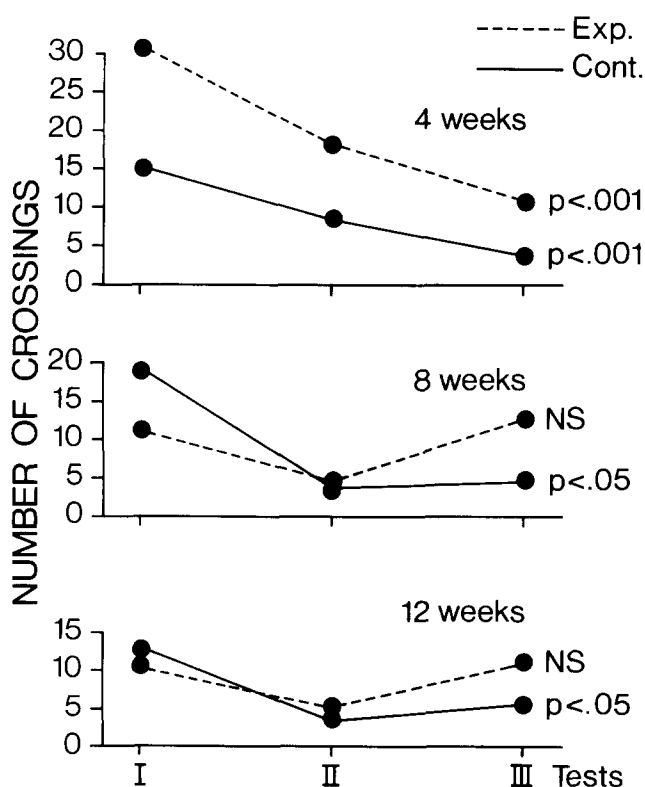 Exp.
Cont.
NUMBER OF CROSSINGS
30
25
20
15
10
5
0
4 weeks
p<.001
p<.001
20
15
10
5
0
8 weeks
NS
p<.05
15
10
5
0
12 weeks
NS
p<.05
I II III Tests